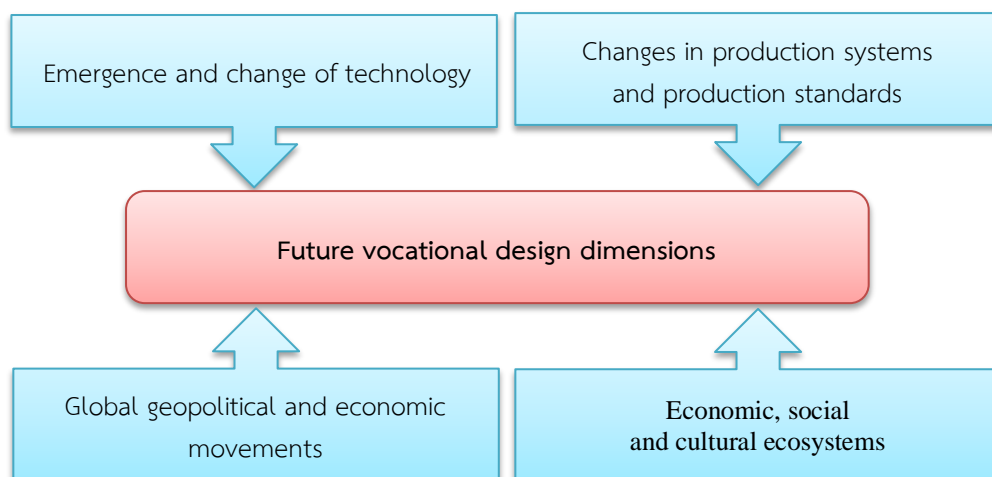 Emergence and change of technology
Changes in production systems
and production standards
Future vocational design dimensions
Global geopolitical and economic
movements
Economic, social
and cultural ecosystems